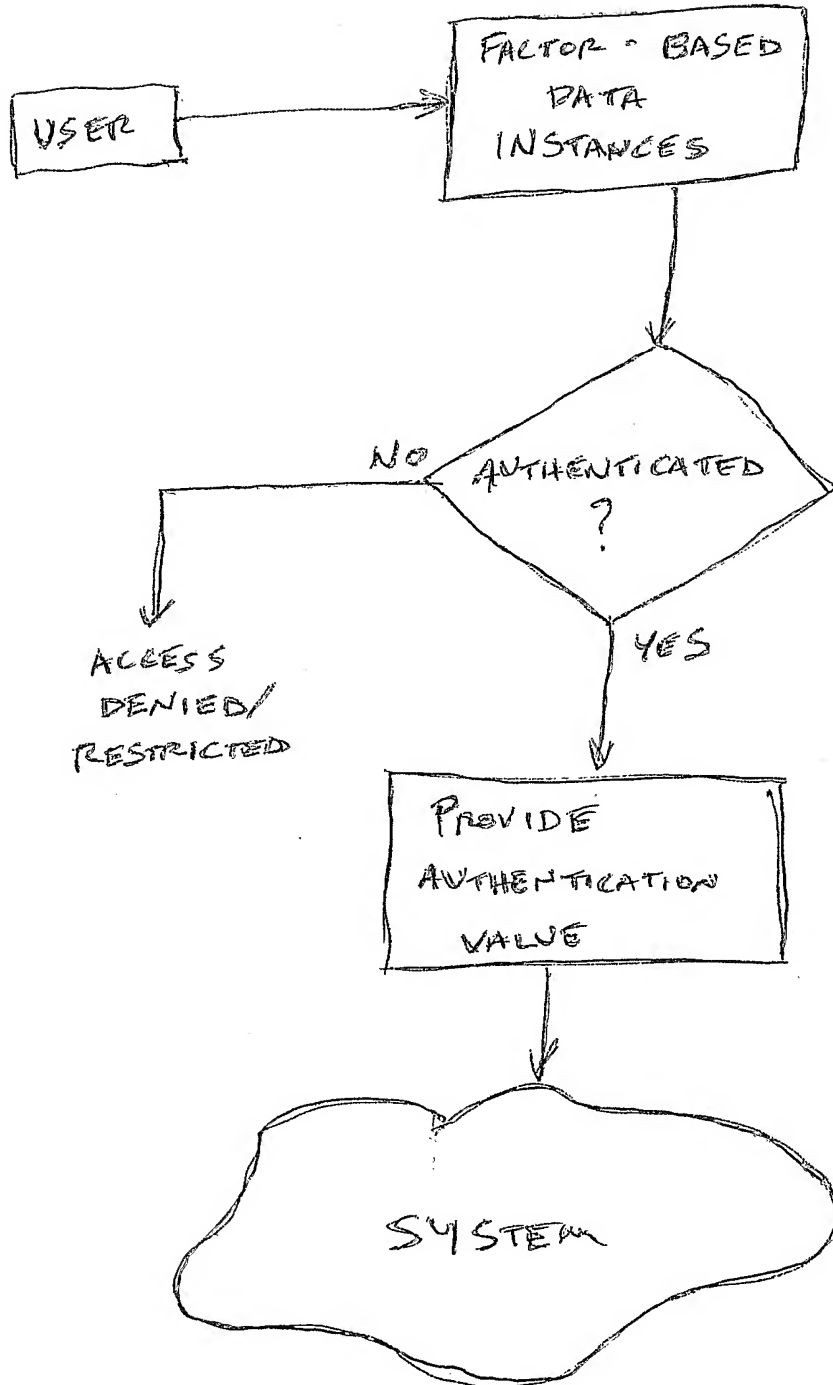 FACTOR - BASED
DATA
INSTANCES
USER
NO
AUTHENTICATED
?
YES
ACCESS
DENIED/
RESTRICTED
PROVIDE
AUTHENTICATION
VALUE
SYSTEM